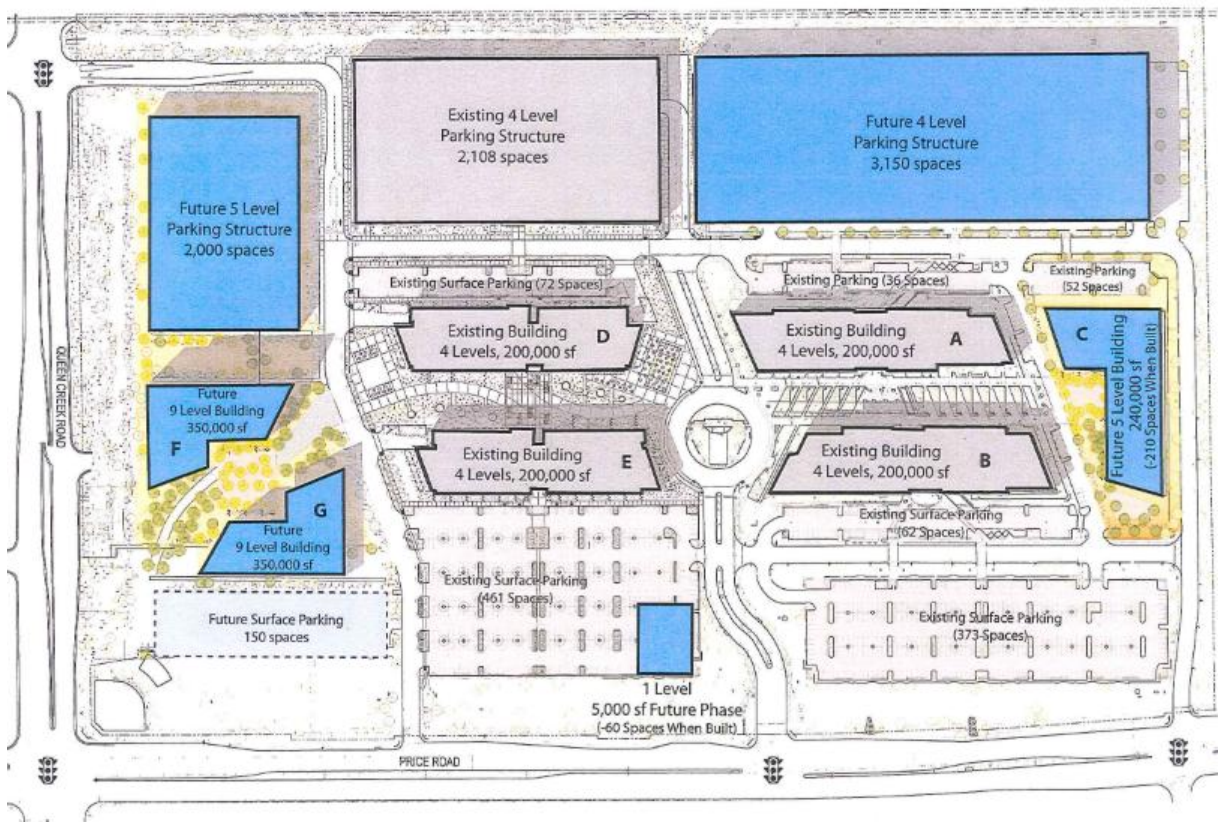 Existing 4 Level
Parking Structure
2,108 spaces
Future 4 Level
Parking Structure
3,150 spaces
Future 5 Level
Parking Structure
2,000 spaces
Existing Surface Parking (72 Spaces)
Existing Parking (36 Spaces)
Existing Parking
(52 Spaces)
Existing Building
4 Levels, 200,000 sf
D
Existing Building
4 Levels, 200,000 sf
A
C
Future 5 Level Building
240,000 sf
(-210 Spaces When Built)
QUEEN CREEK ROAD
Future
9 Level Building
350,000 sf
F
Existing Building
4 Levels, 200,000 sf
E
Existing Building
4 Levels, 200,000 sf
B
G
Future
9 Level Building
350,000 sf
Existing Surface Parking
(62 Spaces)
Existing Surface Parking
(461 Spaces)
Future Surface Parking
150 spaces
Existing Surface Parking
(373 Spaces)
1 Level
5,000 sf Future Phase
(-60 Spaces When Built)
PRICE ROAD